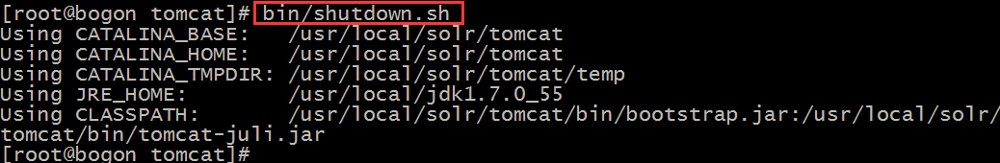 [root@bogon tomcat]# bin/shutdown.sh
Using CATALINA_BASE:   /usr/local/solr/tomcat
Using CATALINA_HOME:   /usr/local/solr/tomcat
Using CATALINA_TMPDIR: /usr/local/solr/tomcat/temp
Using JRE_HOME:        /usr/local/jdk1.7.0_55
Using CLASSPATH:       /usr/local/solr/tomcat/bin/bootstrap.jar:/usr/local/solr/
tomcat/bin/tomcat-juli.jar
[root@bogon tomcat]#